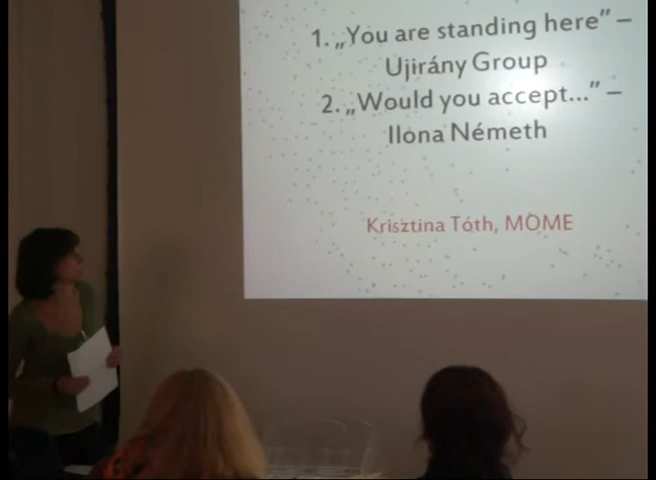 1. „You are standing here” –
Ujirány Group
2. „Would you accept...” –
Ilona Németh
Krisztina Tóth, MOME